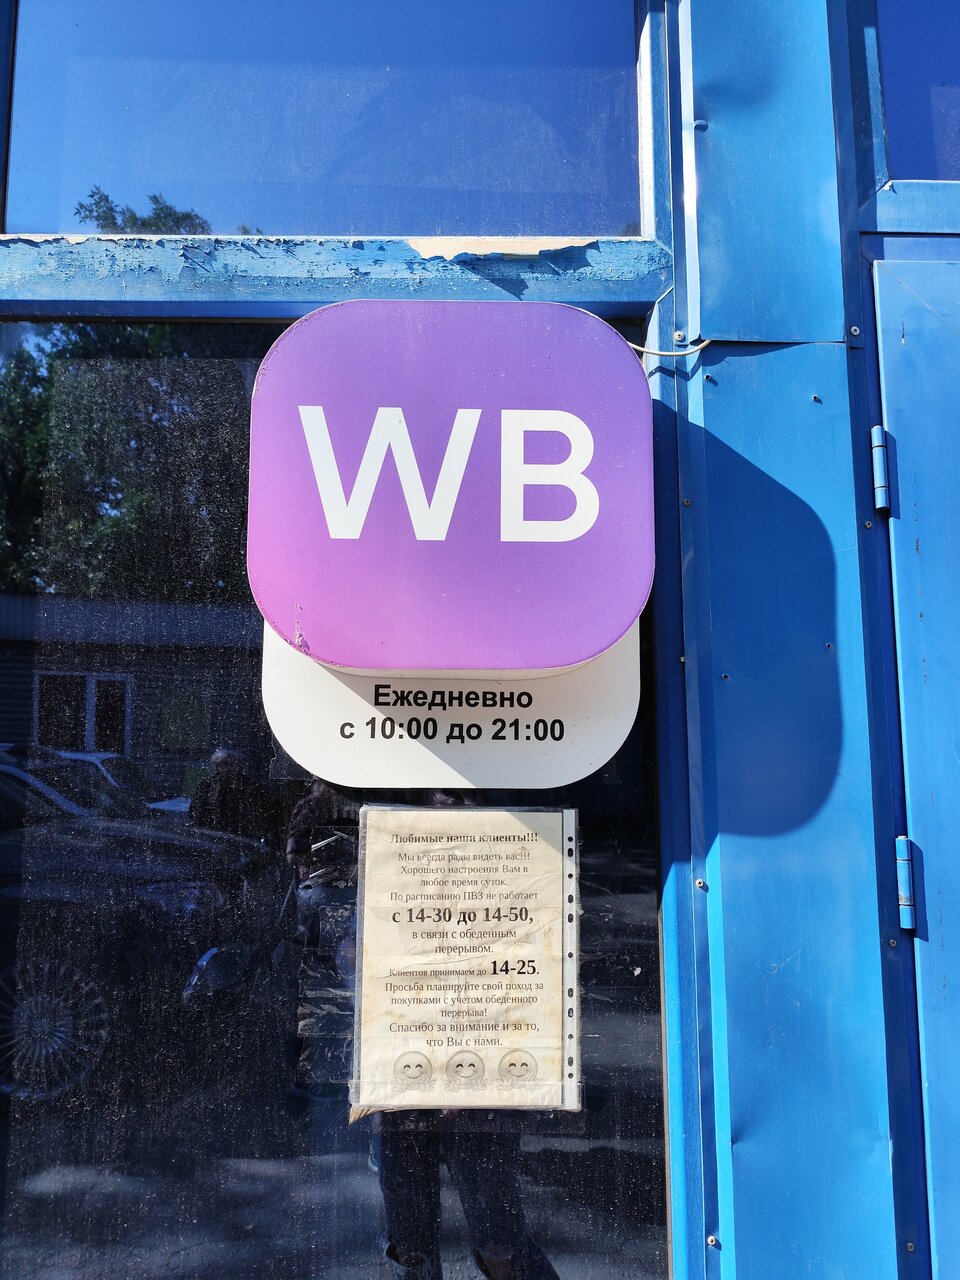 WB
Ежедневно
с 10:00 до 21:00
Любимые наши клиенты!!!
Мы всегда рады видеть вас!!!
Хорошего настроения Вам в
любое время суток.
По расписанию ПВЗ не работает
с 14-30 до 14-50,
в связи с обеденным
перерывом.
Клиентов принимаем до 14-25.
Просьба планируйте свой поход за
покупками с учетом обеденного
перерыва!
Спасибо за внимание и за то,
что Вы с нами.